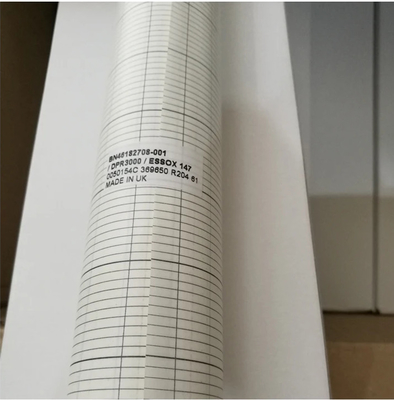 BN46182708-001
/ DPR3000 / ESSOX 147
0050154C 369650 R204 61
MADE IN UK